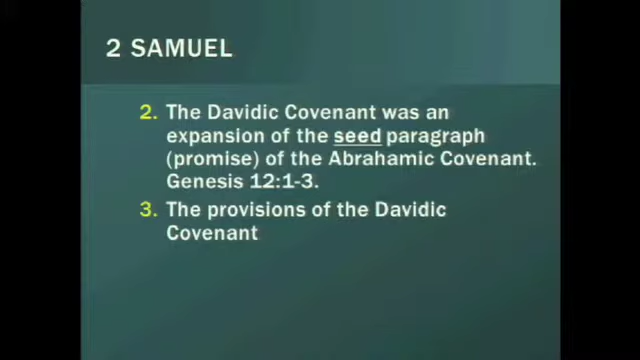 2 SAMUEL
2. The Davidic Covenant was an
expansion of the seed paragraph
(promise) of the Abrahamic Covenant.
Genesis 12:1-3.
3. The provisions of the Davidic
Covenant